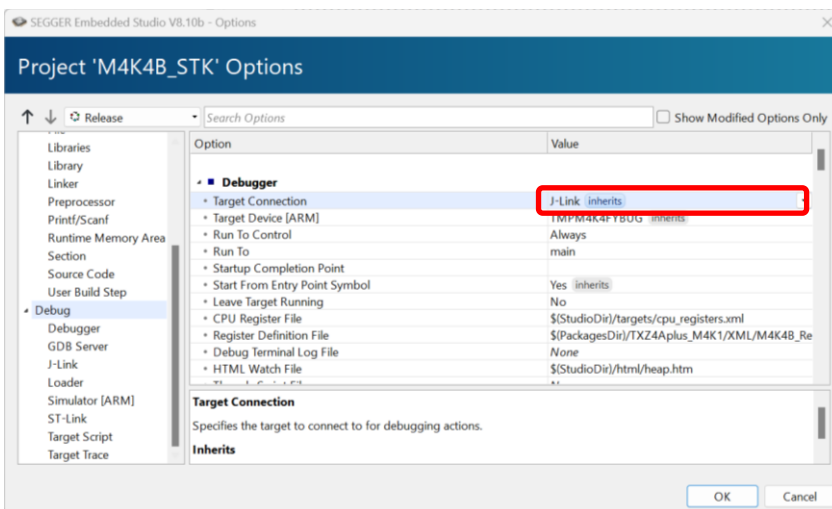 SEGGER Embedded Studio V8.10b - Options
Project 'M4K4B_STK' Options
Release
Search Options
Show Modified Options Only
Libraries
Library
Linker
Preprocessor
Printf/Scanf
Runtime Memory Area
Section
Source Code
User Build Step
Debug
Debugger
GDB Server
J-Link
Loader
Simulator [ARM]
ST-Link
Target Script
Target Trace
Option Value
Debugger
Target Connection J-Link inherits
Target Device [ARM] TMPM4K4FYBUG inherits
Run To Control Always
Run To main
Startup Completion Point
Start From Entry Point Symbol Yes inherits
Leave Target Running No
CPU Register File $(StudioDir)/targets/cpu_registers.xml
Register Definition File $(PackagesDir)/TXZ4Aplus_M4K1/XML/M4K4B_Re
Debug Terminal Log File None
HTML Watch File $(StudioDir)/html/heap.htm
Target Connection
Specifies the target to connect to for debugging actions.
Inherits
OK Cancel